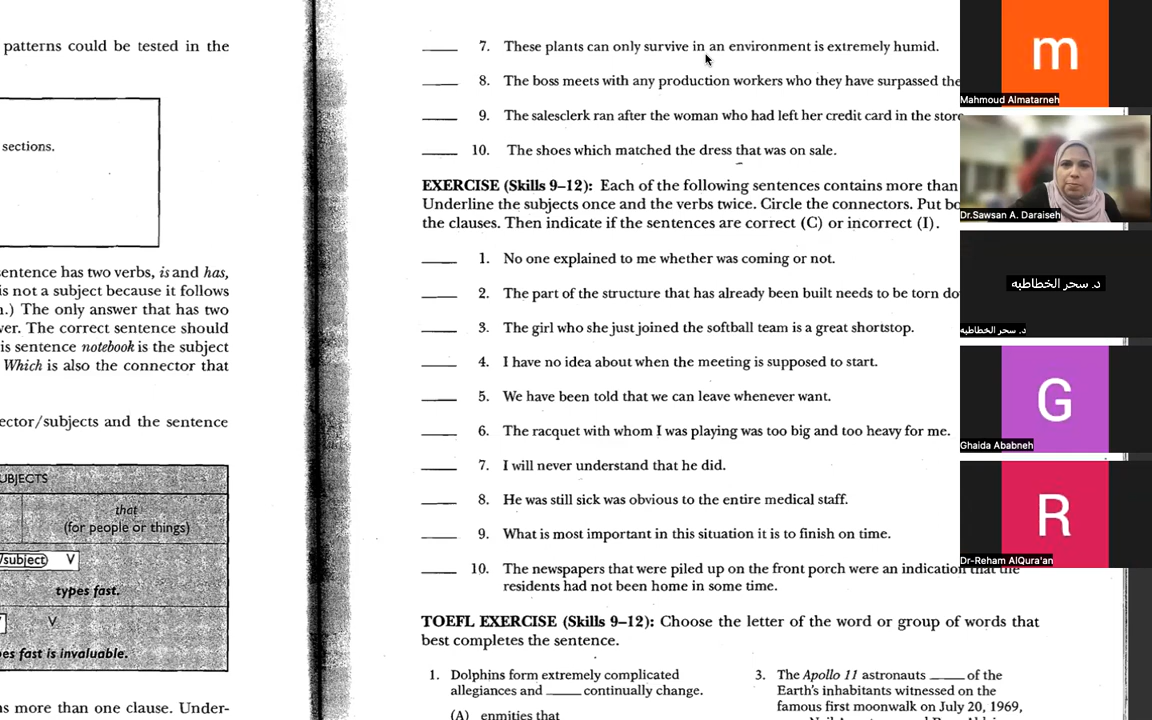 patterns could be tested in the
sections.
sentence has two verbs, is and has,
is not a subject because it follows
The only answer that has two
The correct sentence should
is sentence notebook is the subject
Which is also the connector that
connector/subjects and the sentence
SUBJECTS
that
(for people or things)
/subject) V
types fast.
V
types fast is invaluable.
more than one clause. Under-
7. These plants can only survive in an environment is extremely humid.
8. The boss meets with any production workers who they have surpassed the
9. The salesclerk ran after the woman who had left her credit card in the store
10. The shoes which matched the dress that was on sale.
EXERCISE (Skills 9–12): Each of the following sentences contains more than
Underline the subjects once and the verbs twice. Circle the connectors. Put
the clauses. Then indicate if the sentences are correct (C) or incorrect (I).
1. No one explained to me whether was coming or not.
2. The part of the structure that has already been built needs to be torn
3. The girl who she just joined the softball team is a great shortstop.
4. I have no idea about when the meeting is supposed to start.
5. We have been told that we can leave whenever want.
6. The racquet with whom I was playing was too big and too heavy for me.
7. I will never understand that he did.
8. He was still sick was obvious to the entire medical staff.
9. What is most important in this situation it is to finish on time.
10. The newspapers that were piled up on the front porch were an indication that the
residents had not been home in some time.
TOEFL EXERCISE (Skills 9–12): Choose the letter of the word or group of words that
best completes the sentence.
1. Dolphins form extremely complicated
allegiances and ____ continually change.
(A) enmities that
3. The Apollo 11 astronauts ____ of the
Earth's inhabitants witnessed on the
famous first moonwalk on July 20, 1969,
m
Mahmoud Almatarneh
Dr.Sawsan A. Daraiseh
د. سحر الخطاطبه
د. سحر الخطاطبه
G
Ghaida Ababneh
R
Dr-Reham AlQura'an